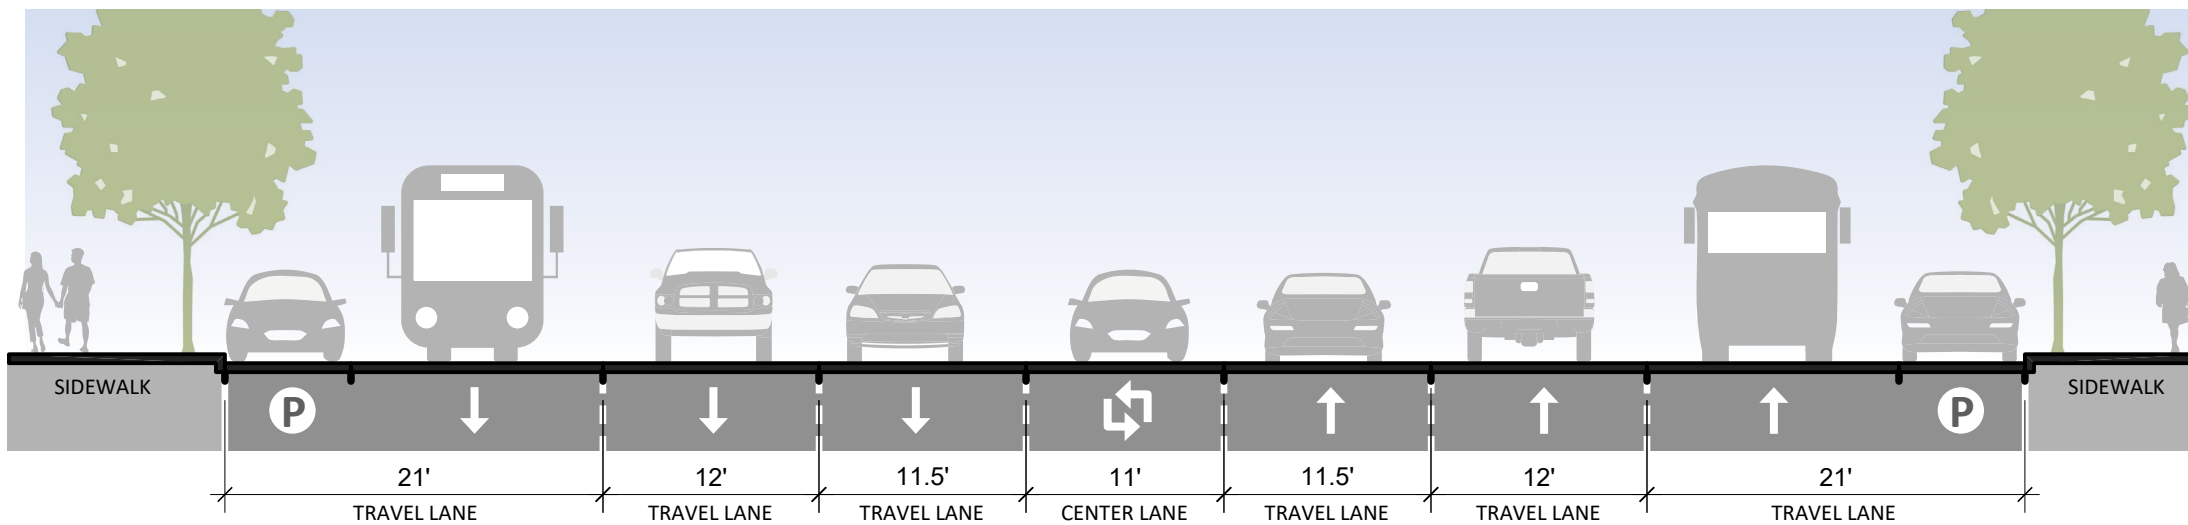 SIDEWALK
P
P
SIDEWALK
21'
12'
11.5'
11'
11.5'
12'
21'
TRAVEL LANE
TRAVEL LANE
TRAVEL LANE
CENTER LANE
TRAVEL LANE
TRAVEL LANE
TRAVEL LANE